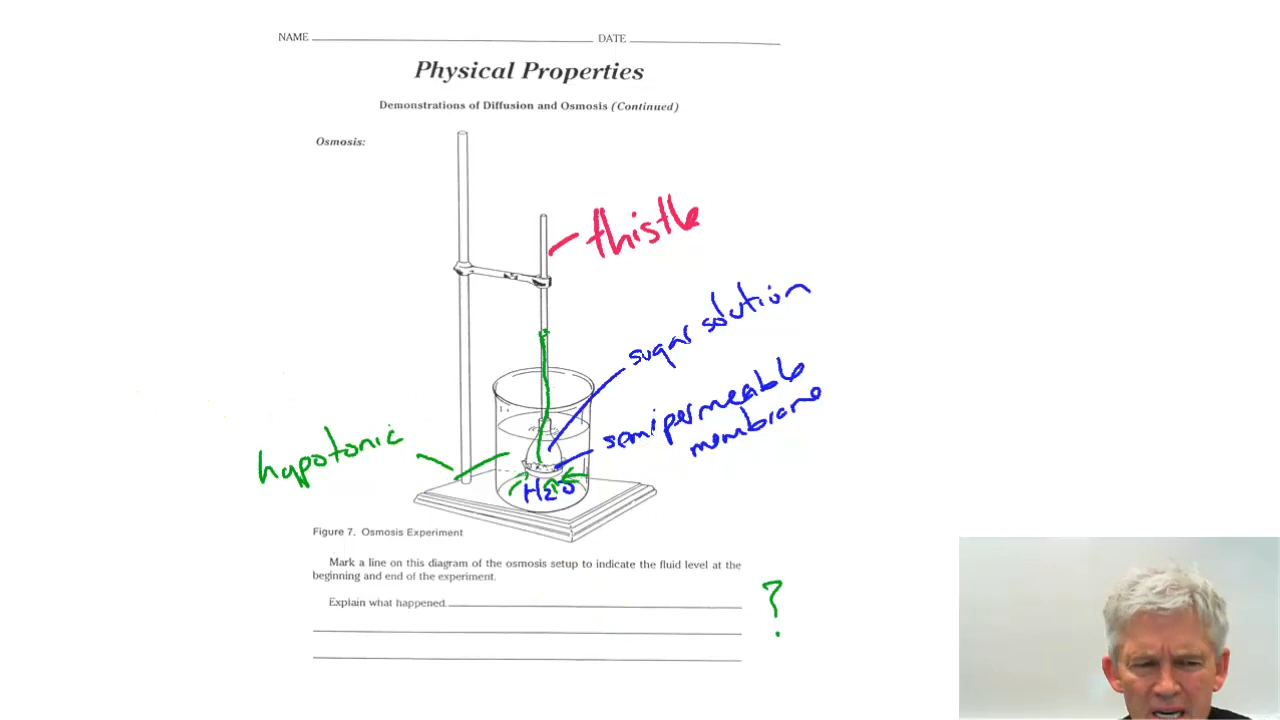 NAME
DATE
Physical Properties
Demonstrations of Diffusion and Osmosis (Continued)
Osmosis:
thistle
sugar solution
semipermeable
membrane
hypotonic
H2O
Figure 7. Osmosis Experiment
Mark a line on this diagram of the osmosis setup to indicate the fluid level at the
beginning and end of the experiment.
Explain what happened.
?